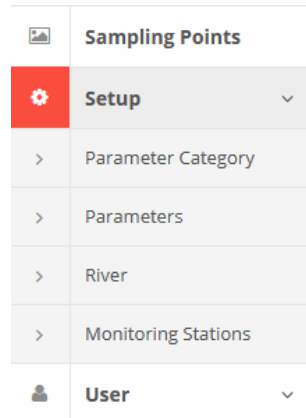 Sampling Points
Setup
Parameter Category
Parameters
River
Monitoring Stations
User